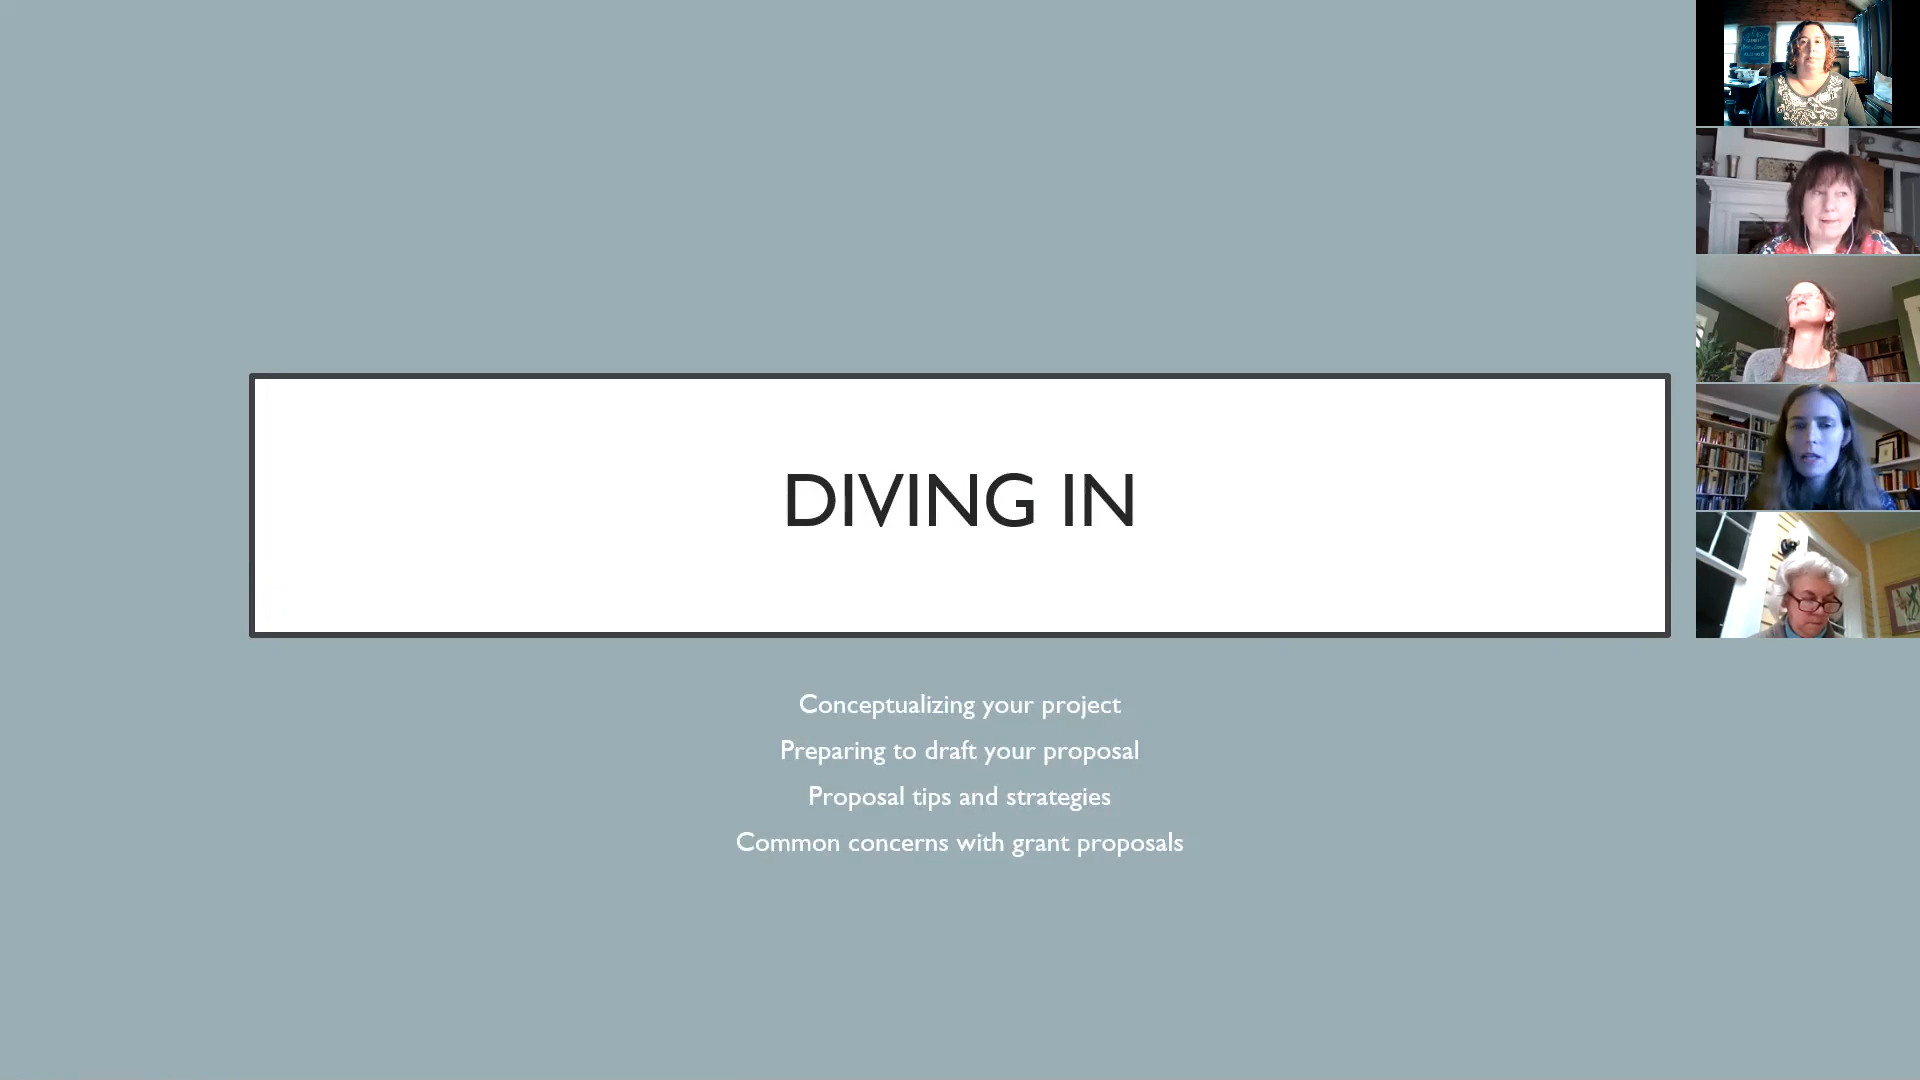 DIVING IN
Conceptualizing your project
Preparing to draft your proposal
Proposal tips and strategies
Common concerns with grant proposals